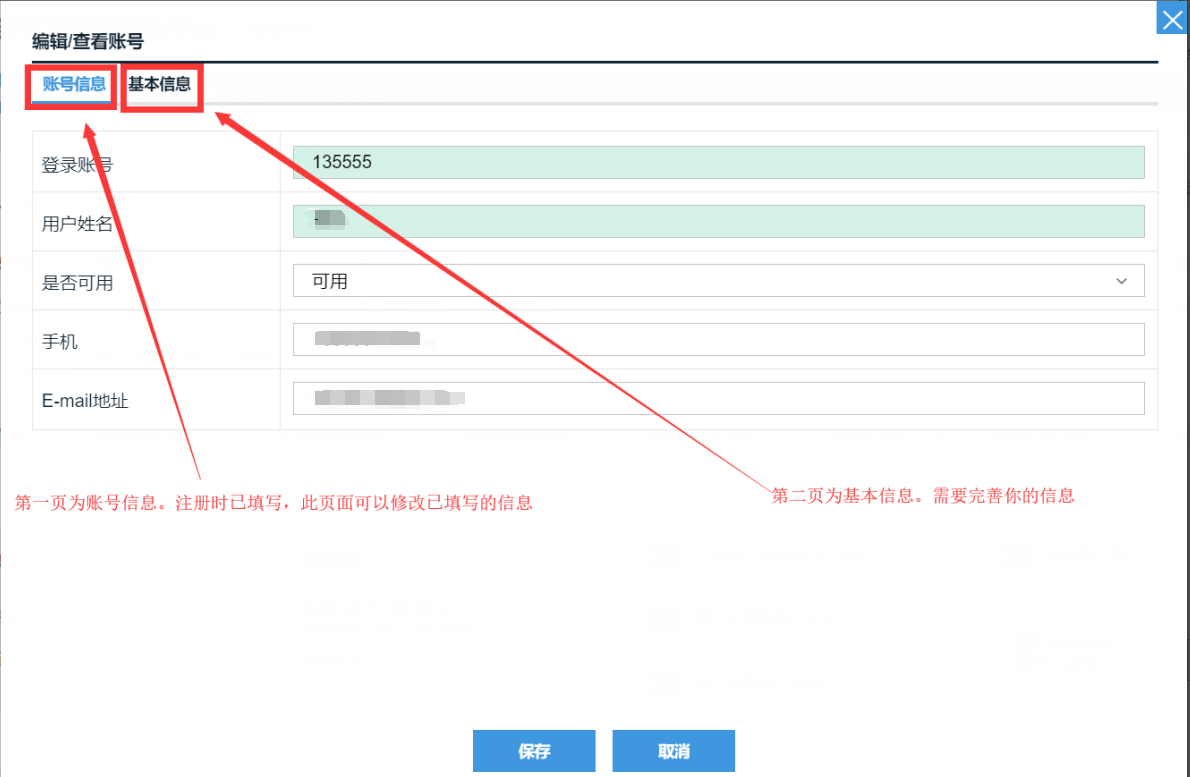 编辑/查看账号
账号信息 基本信息
登录账号 135555
用户姓名
是否可用 可用
手机
E-mail地址
第一页为账号信息。注册时已填写，此页面可以修改已填写的信息
第二页为基本信息。需要完善你的信息
保存 取消